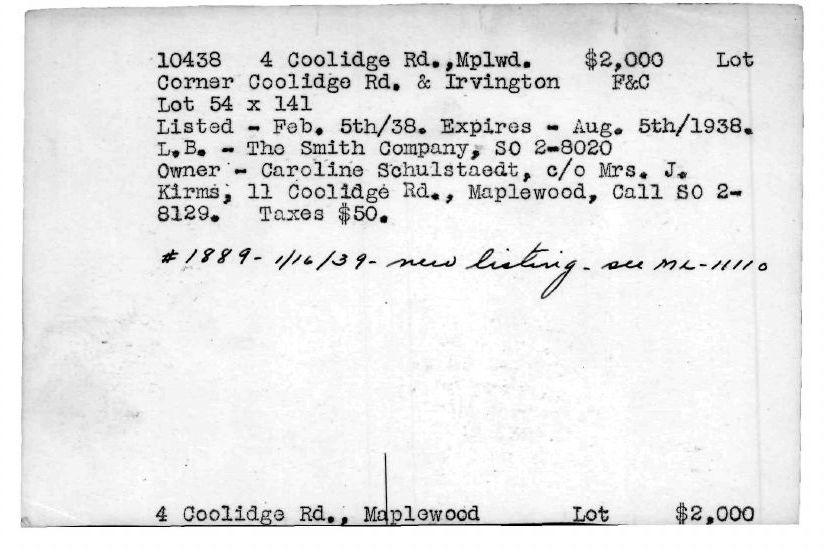 10438 4 Coolidge Rd.,Mplwd. $2,000 Lot
Corner Coolidge Rd. & Irvington F&C
Lot 54 x 141
Listed - Feb. 5th/38. Expires - Aug. 5th/1938.
L.B. - The Smith Company, SO 2-8020
Owner - Caroline Schulstaedt, c/o Mrs. J.
Kirms, 11 Coolidge Rd., Maplewood, Call SO 2-
8129. Taxes $50.
#1889- 1/16/39- new listing - see ML-11110
4 Coolidge Rd., Maplewood Lot $2,000